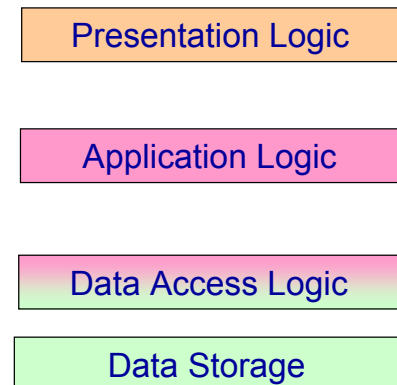 Presentation Logic
Application Logic
Data Access Logic
Data Storage